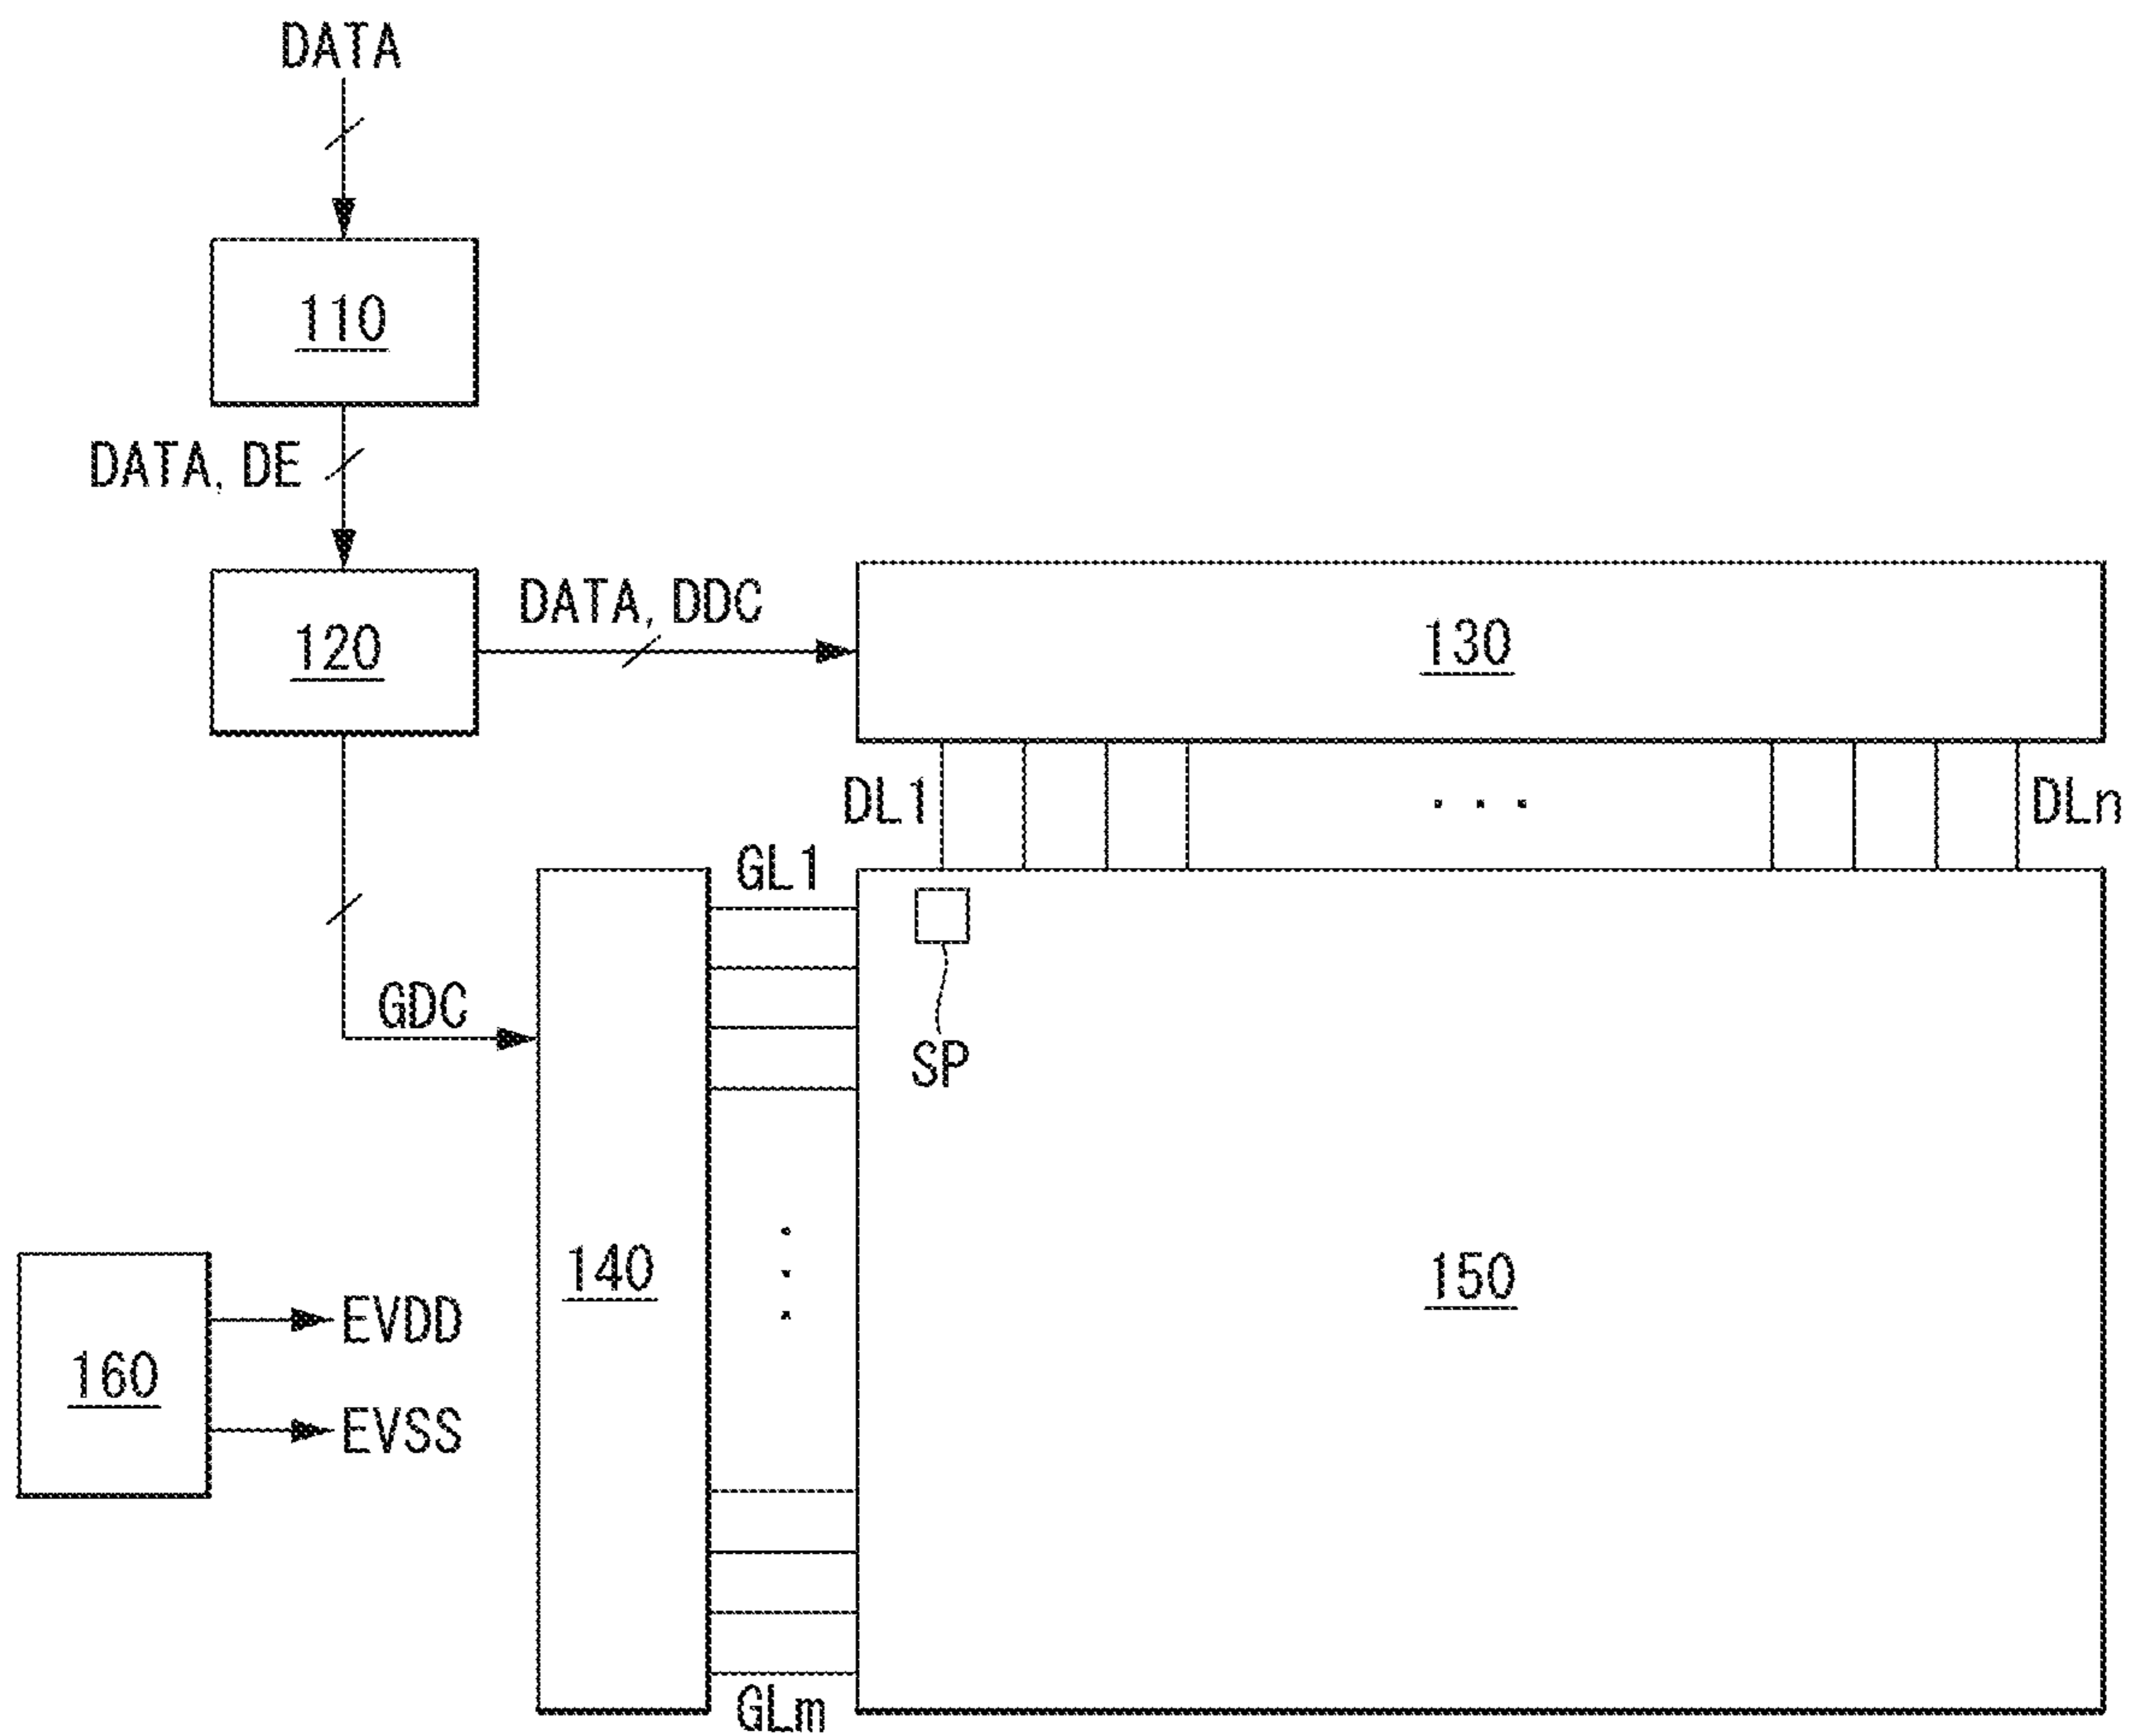 DATA
110
DATA, DE
120
DATA, DDC
130
DL1
. . .
DLn
GL1
GDC
SP
140
150
160
EVDD
EVSS
GLm